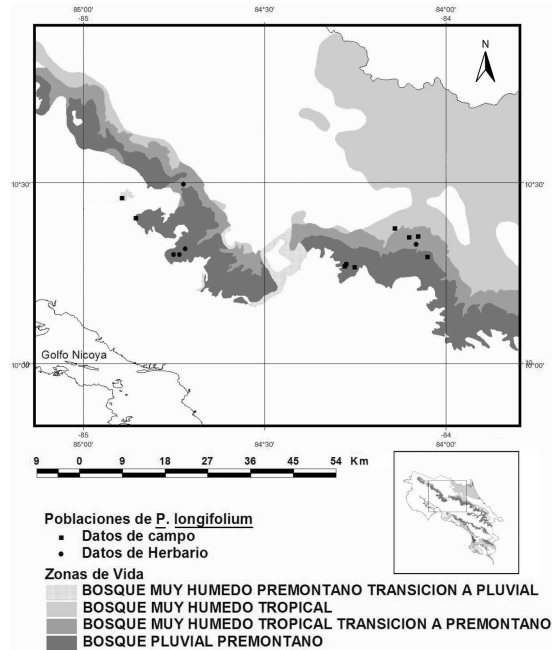 -85
85°00"
84°30"
84°00"
-84
N
10°30'
10°30'
Golfo Nicoya
10°00"
-85
85°00"
84°30"
84°00"
-84
9 0 9 18 27 36 45 54 Km
Poblaciones de P. longifolium
Datos de campo
Datos de Herbario
Zonas de Vida
BOSQUE MUY HUMEDO PREMONTANO TRANSICION A PLUVIAL
BOSQUE MUY HUMEDO TROPICAL
BOSQUE MUY HUMEDO TROPICAL TRANSICION A PREMONTANO
BOSQUE PLUVIAL PREMONTANO